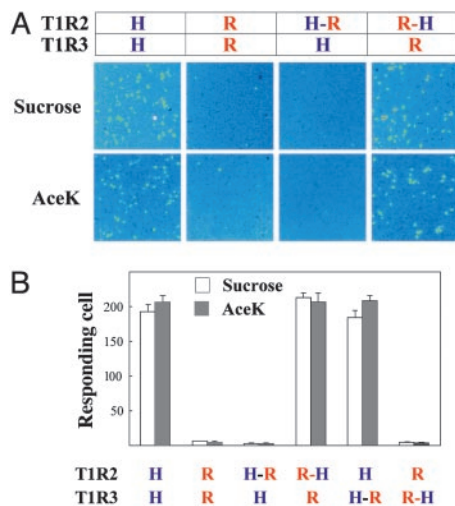 A
T1R2 H R H-R R-H
T1R3 H R H R
Sucrose
AceK
B
Responding cell
200
150
100
50
Sucrose
AceK
T1R2 H R H-R R-H H R
T1R3 H R H R H-R R-H